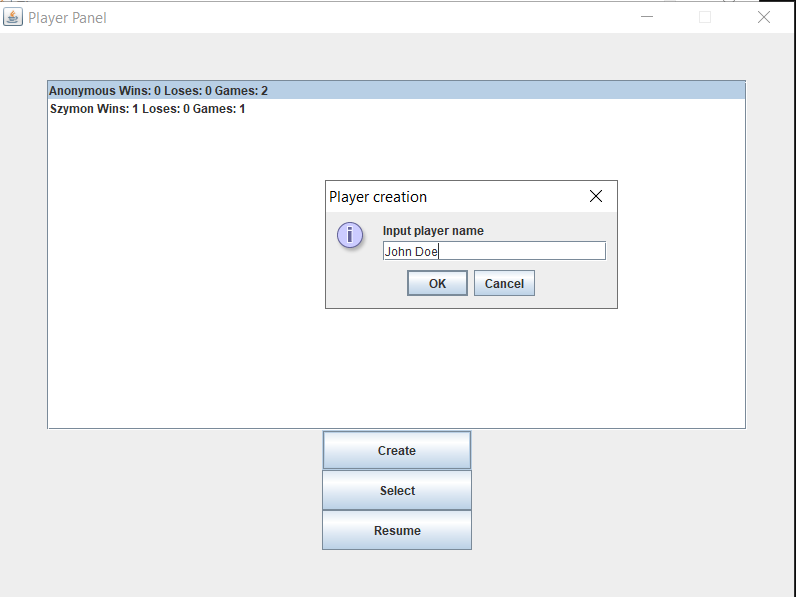 Player Panel
Anonymous Wins: 0 Loses: 0 Games: 2
Szymon Wins: 1 Loses: 0 Games: 1
Player creation
i
Input player name
John Doe
OK Cancel
Create
Select
Resume